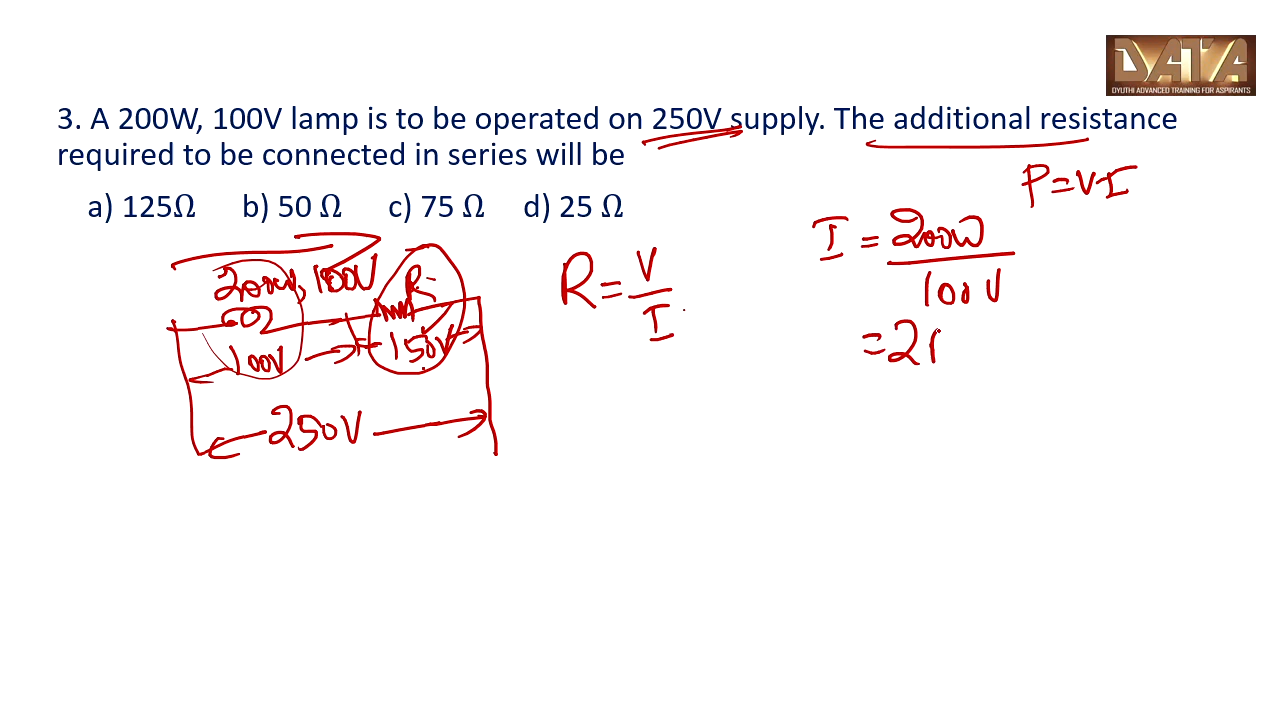 DATA
DYUTHI ADVANCED TRAINING FOR ASPIRANTS
3. A 200W, 100V lamp is to be operated on 250V supply. The additional resistance
required to be connected in series will be
a) 125Ω b) 50 Ω c) 75 Ω d) 25 Ω
P=VI
I = 200W
100V
=2
R = V
I
200W, 100V R
100V 150V
250V